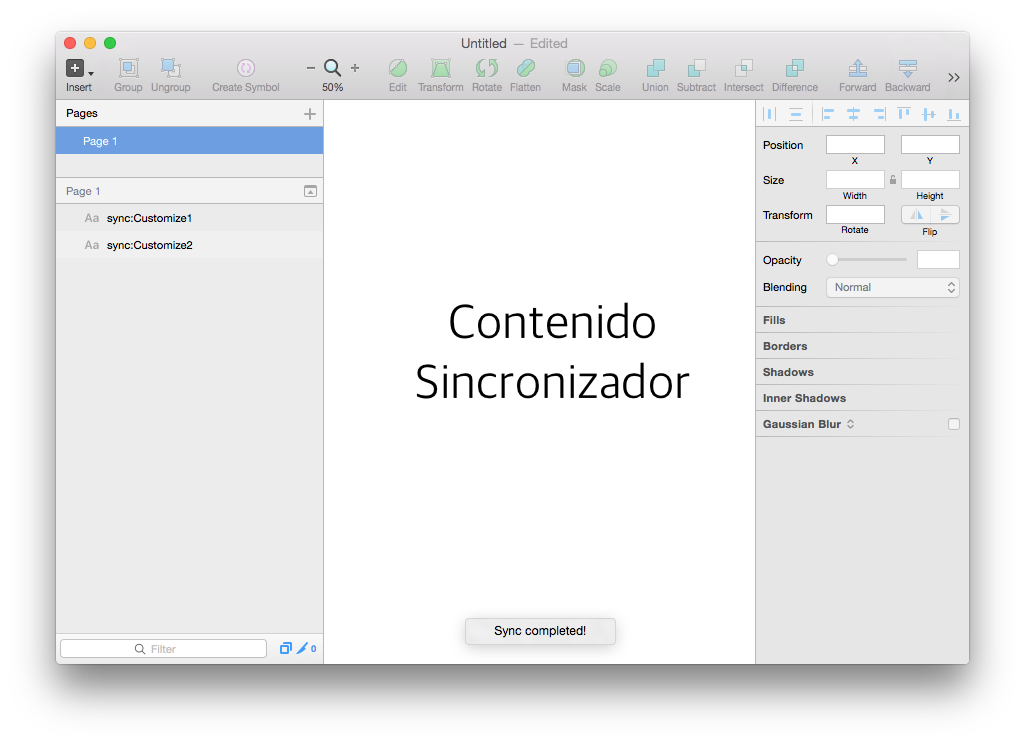 Untitled — Edited
Insert Group Ungroup Create Symbol 50% Edit Transform Rotate Flatten Mask Scale Union Subtract Intersect Difference Forward Backward
Pages
Page 1
Page 1
Aa sync:Customize1
Aa sync:Customize2
Filter
0
Contenido
Sincronizador
Sync completed!
Position
X Y
Size
Width Height
Transform
Rotate Flip
Opacity
Blending Normal
Fills
Borders
Shadows
Inner Shadows
Gaussian Blur